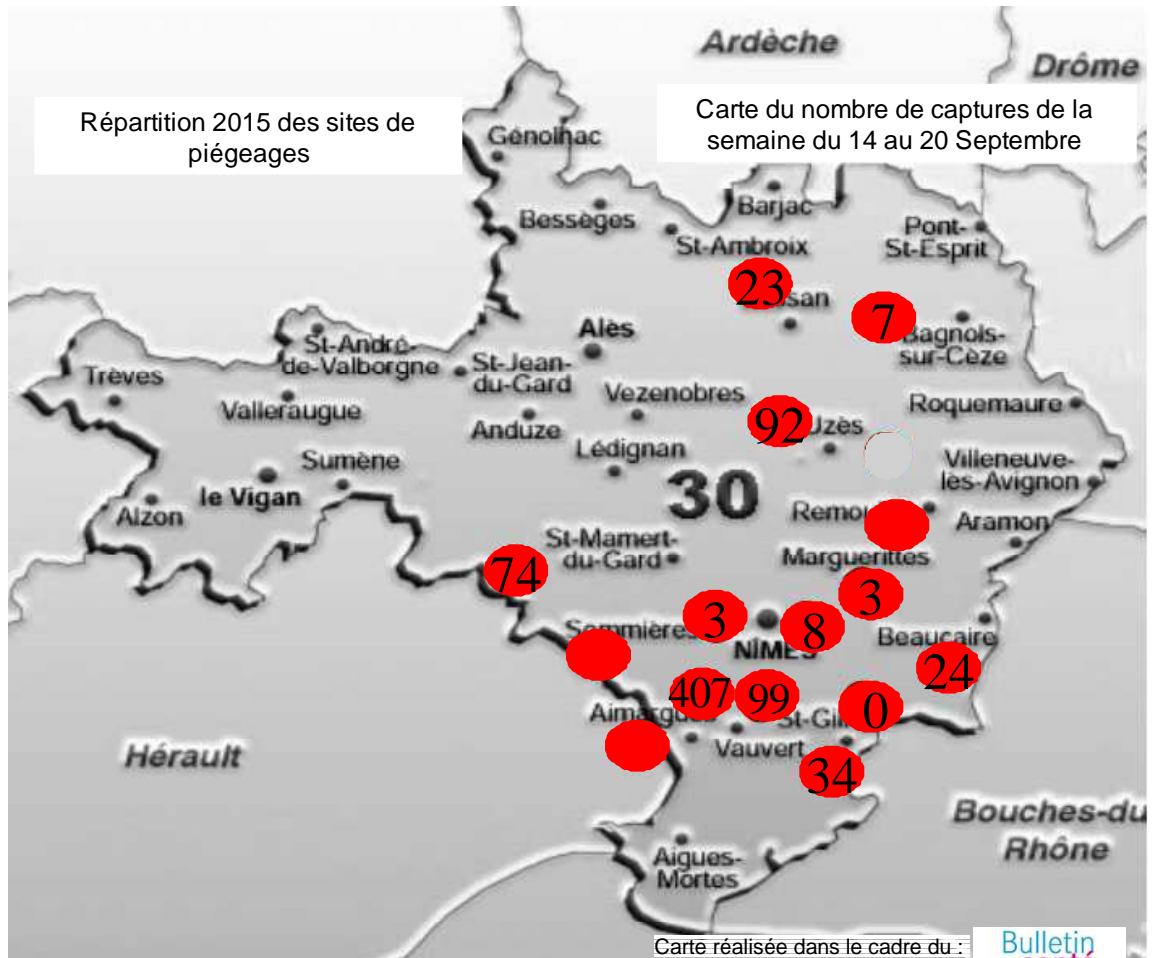 Ardèche
Drôme
Répartition 2015 des sites de
piégeages
Carte du nombre de captures de la
semaine du 14 au 20 Septembre
Génolhac
Barjac
Bessèges
Pont-
St-Esprit
St-Ambroix
23
7
Alès
Bagnols-
sur-Cèze
St-André-
de-Valborgne
St-Jean-
du-Gard
Trèves
Valleraugue
Vezenobres
Roquemaure
Anduze
92
Uzès
Lédignan
Sumène
Villeneuve-
lès-Avignon
le Vigan
30
Alzon
Aramon
St-Mamert-
du-Gard
Marguerittes
74
3
3
8
Sommières
NÎMES
Beaucaire
24
407
99
0
Vauvert
34
Hérault
Bouches-du
Rhône
Aigues-
Mortes
Carte réalisée dans le cadre du :
Bulletin
santé